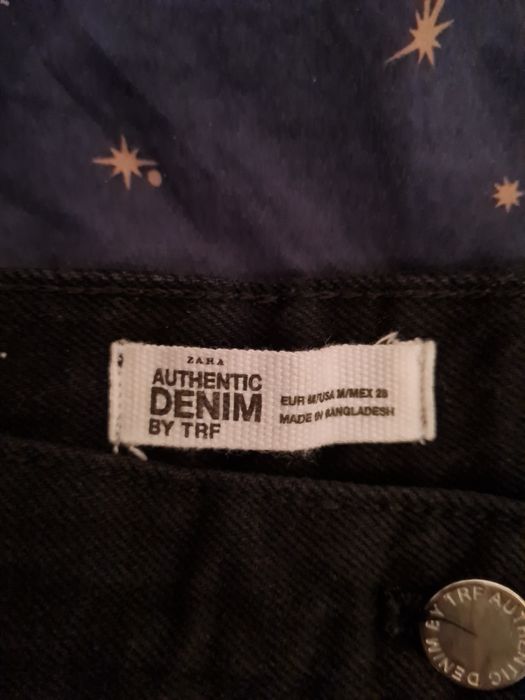 ZARA
AUTHENTIC
DENIM
BY TRF
EUR M/USA M/MEX 28
MADE IN BANGLADESH
BY TRF AUTHENTIC DENIM